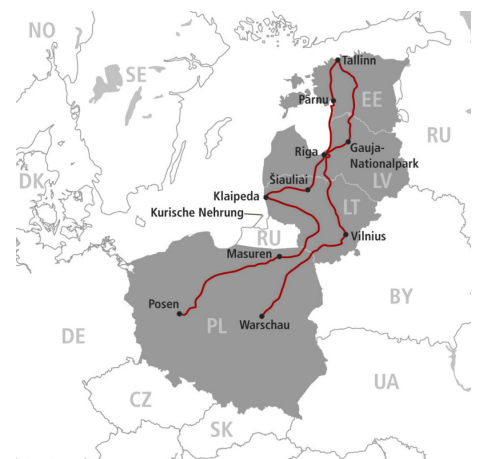 NO
SE
Tallinn
Pärnu
EE
RU
Riga
Gauja-
Nationalpark
DK
Šiauliai
LV
Klaipeda
Kurische Nehrung
LT
RU
Vilnius
Masuren
Posen
PL
Warschau
BY
DE
UA
CZ
SK